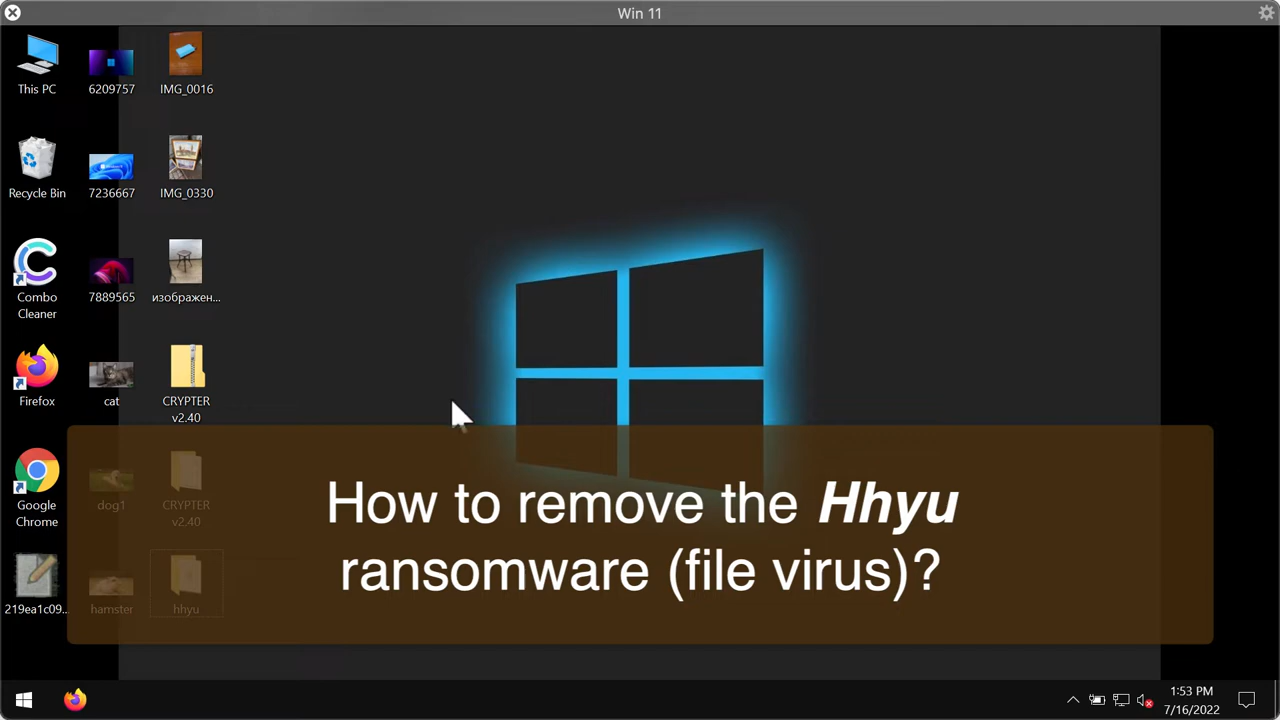 Win 11
This PC
6209757
IMG_0016
Recycle Bin
7236667
IMG_0330
Combo
Cleaner
7889565
изображен...
Firefox
cat
CRYPTER
v2.40
Google
Chrome
dog1
CRYPTER
v2.40
219ea1c09...
hamster
hhyu
How to remove the Hhyu
ransomware (file virus)?
1:53 PM
7/16/2022